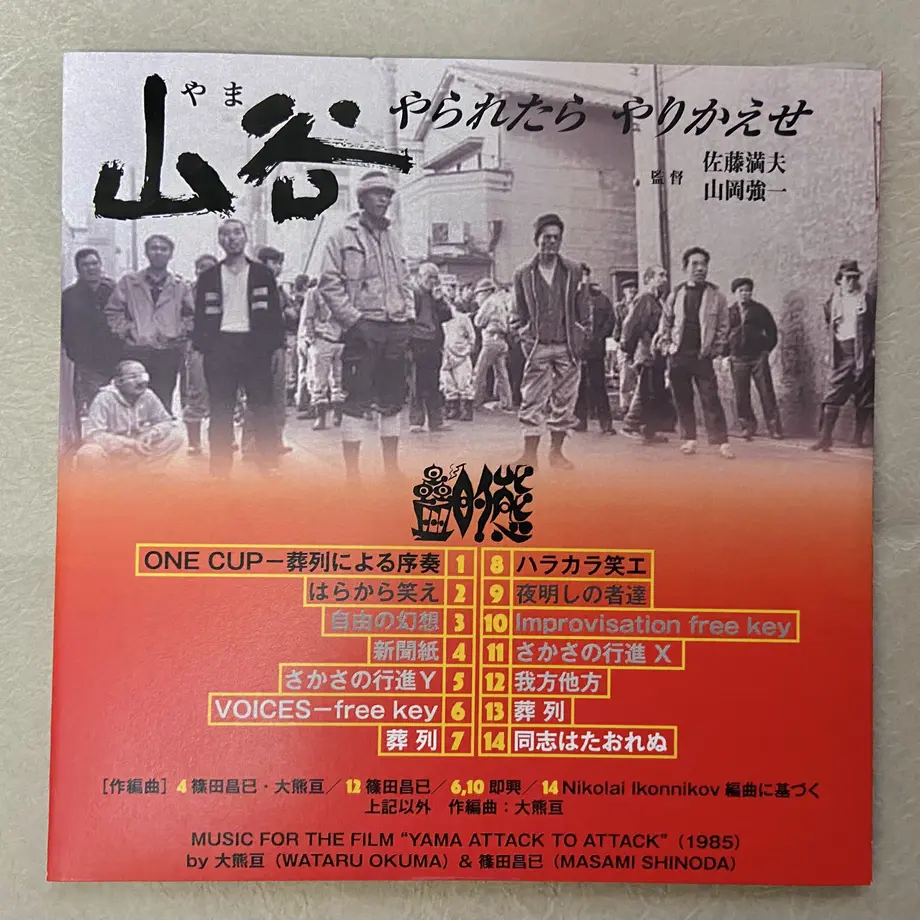 やま
山谷
やられたら やりかえせ
監督
佐藤満夫
山岡強一
ONE CUP－葬列による序奏 1
はらから笑え 2
自由の幻想 3
新聞紙 4
さかさの行進Y 5
VOICES－free key 6
葬列 7
8 ハラカラ笑エ
9 夜明しの者達
10 Improvisation free key
11 さかさの行進 X
12 我方他方
13 葬列
14 同志はたおれぬ
［作編曲］4 篠田昌已・大熊亘／12 篠田昌已／6,10 即興／14 Nikolai Ikonnikov 編曲に基づく
上記以外 作編曲：大熊亘
MUSIC FOR THE FILM “YAMA ATTACK TO ATTACK”（1985）
by 大熊亘（WATARU OKUMA）& 篠田昌已（MASAMI SHINODA）